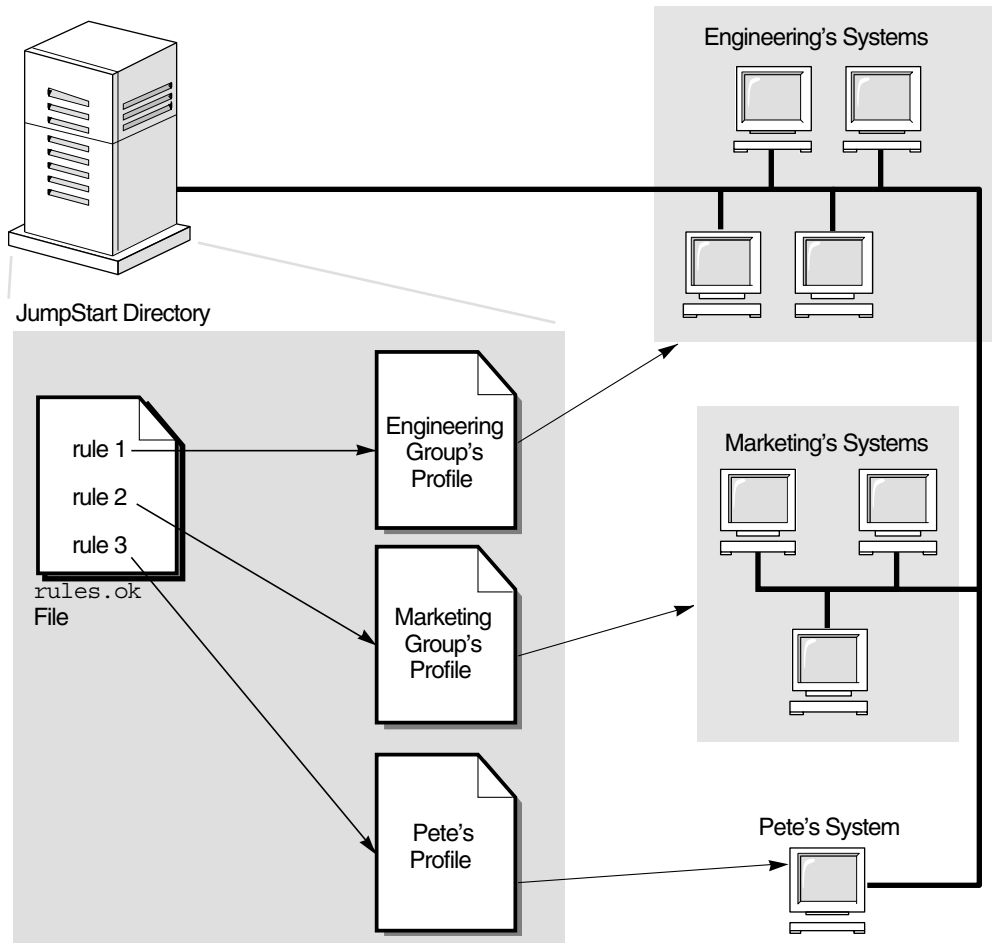 Engineering's Systems
JumpStart Directory
rule 1
rule 2
rule 3
rules.ok
File
Engineering
Group's
Profile
Marketing
Group's
Profile
Pete's
Profile
Marketing's Systems
Pete's System